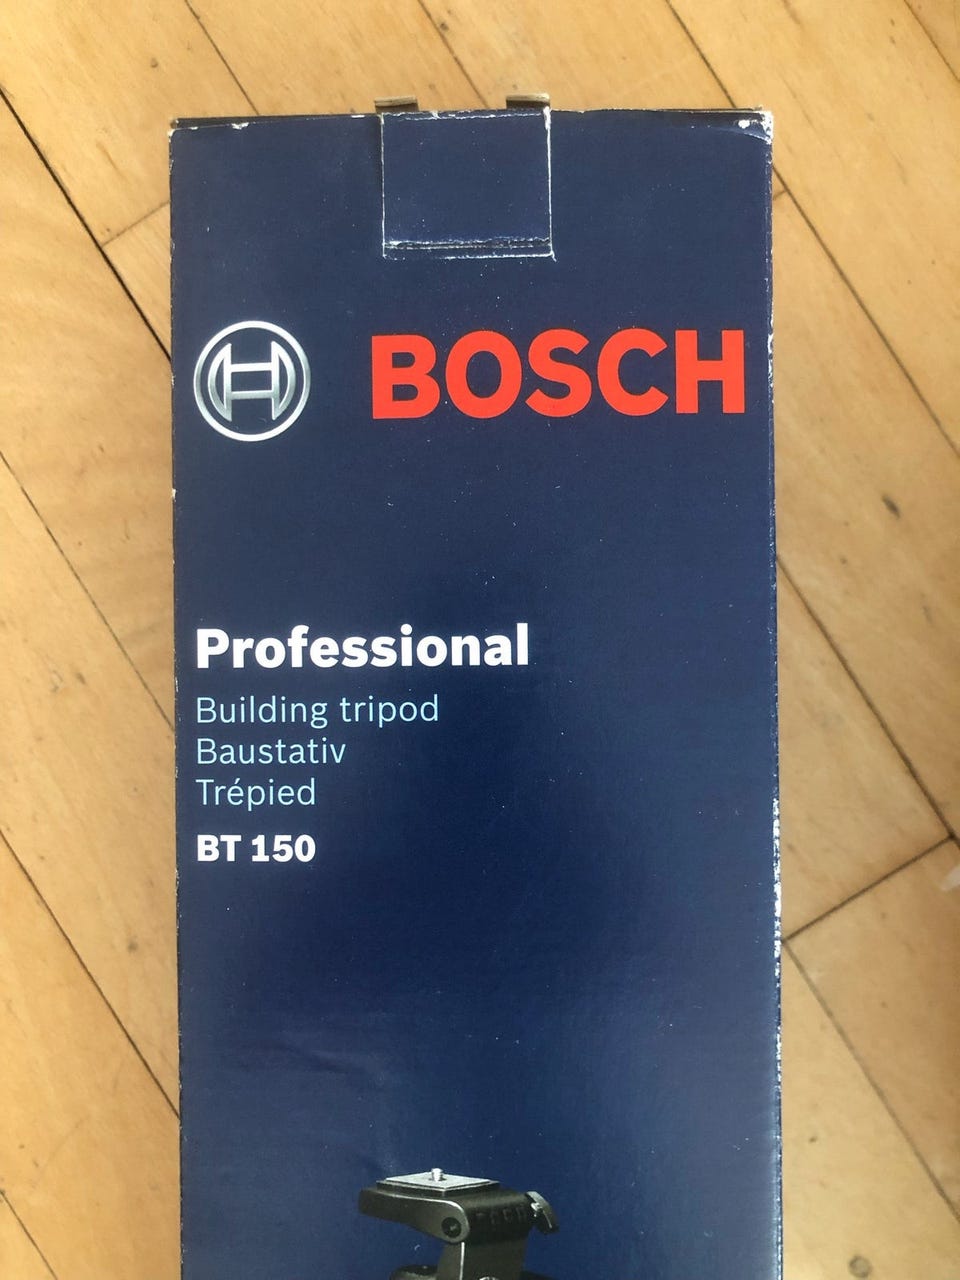 BOSCH
Professional
Building tripod
Baustativ
Trépied
BT 150